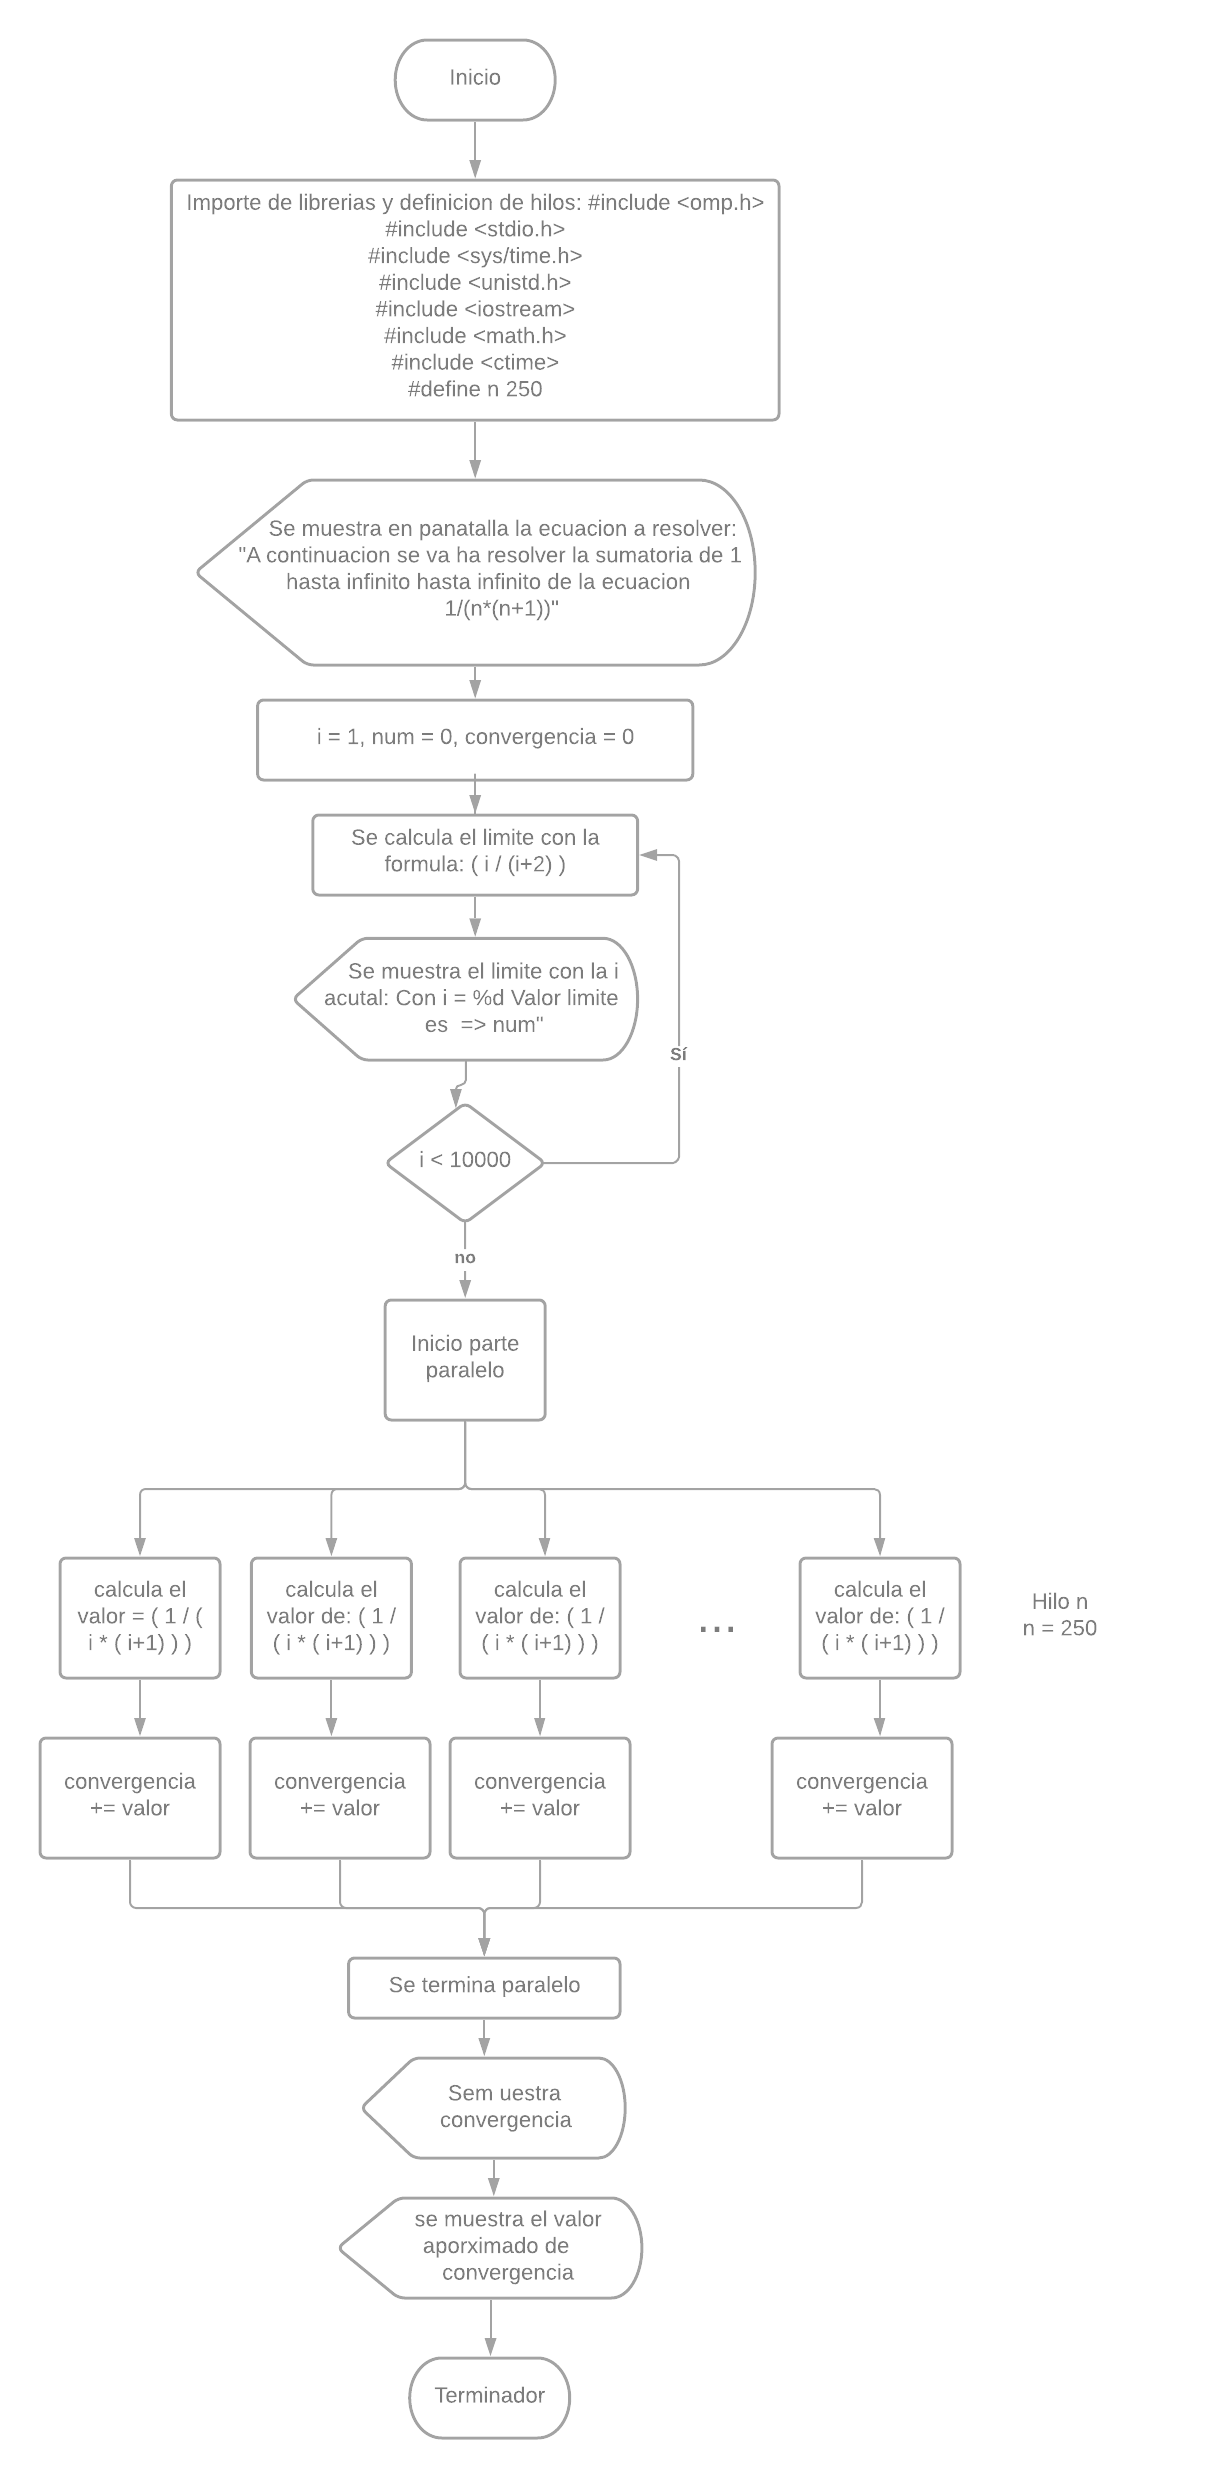 Inicio
Importe de librerias y definicion de hilos: #include <omp.h>
#include <stdio.h>
#include <sys/time.h>
#include <unistd.h>
#include <iostream>
#include <math.h>
#include <ctime>
#define n 250
Se muestra en panatalla la ecuacion a resolver:
"A continuacion se va ha resolver la sumatoria de 1
hasta infinito hasta infinito de la ecuacion
1/(n*(n+1))"
i = 1, num = 0, convergencia = 0
Se calcula el limite con la
formula: ( i / (i+2) )
Se muestra el limite con la i
acutal: Con i = %d Valor limite
es  => num"
Sí
i < 10000
no
Inicio parte
paralelo
calcula el
valor = ( 1 / (
i * ( i+1) ) )
calcula el
valor de: ( 1 /
( i * ( i+1) ) )
calcula el
valor de: ( 1 /
( i * ( i+1) ) )
...
calcula el
valor de: ( 1 /
( i * ( i+1) ) )
Hilo n
n = 250
convergencia
+= valor
convergencia
+= valor
convergencia
+= valor
convergencia
+= valor
Se termina paralelo
Sem uestra
convergencia
se muestra el valor
aporximado de
convergencia
Terminador